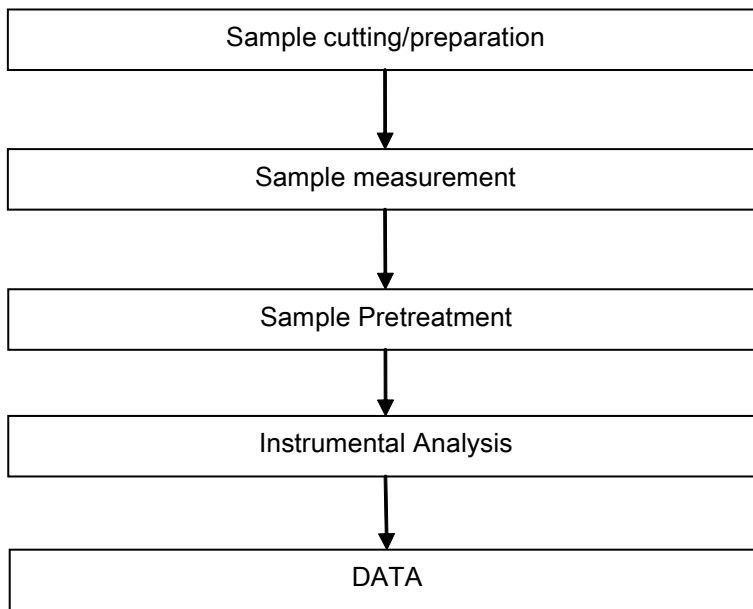 Sample cutting/preparation
Sample measurement
Sample Pretreatment
Instrumental Analysis
DATA